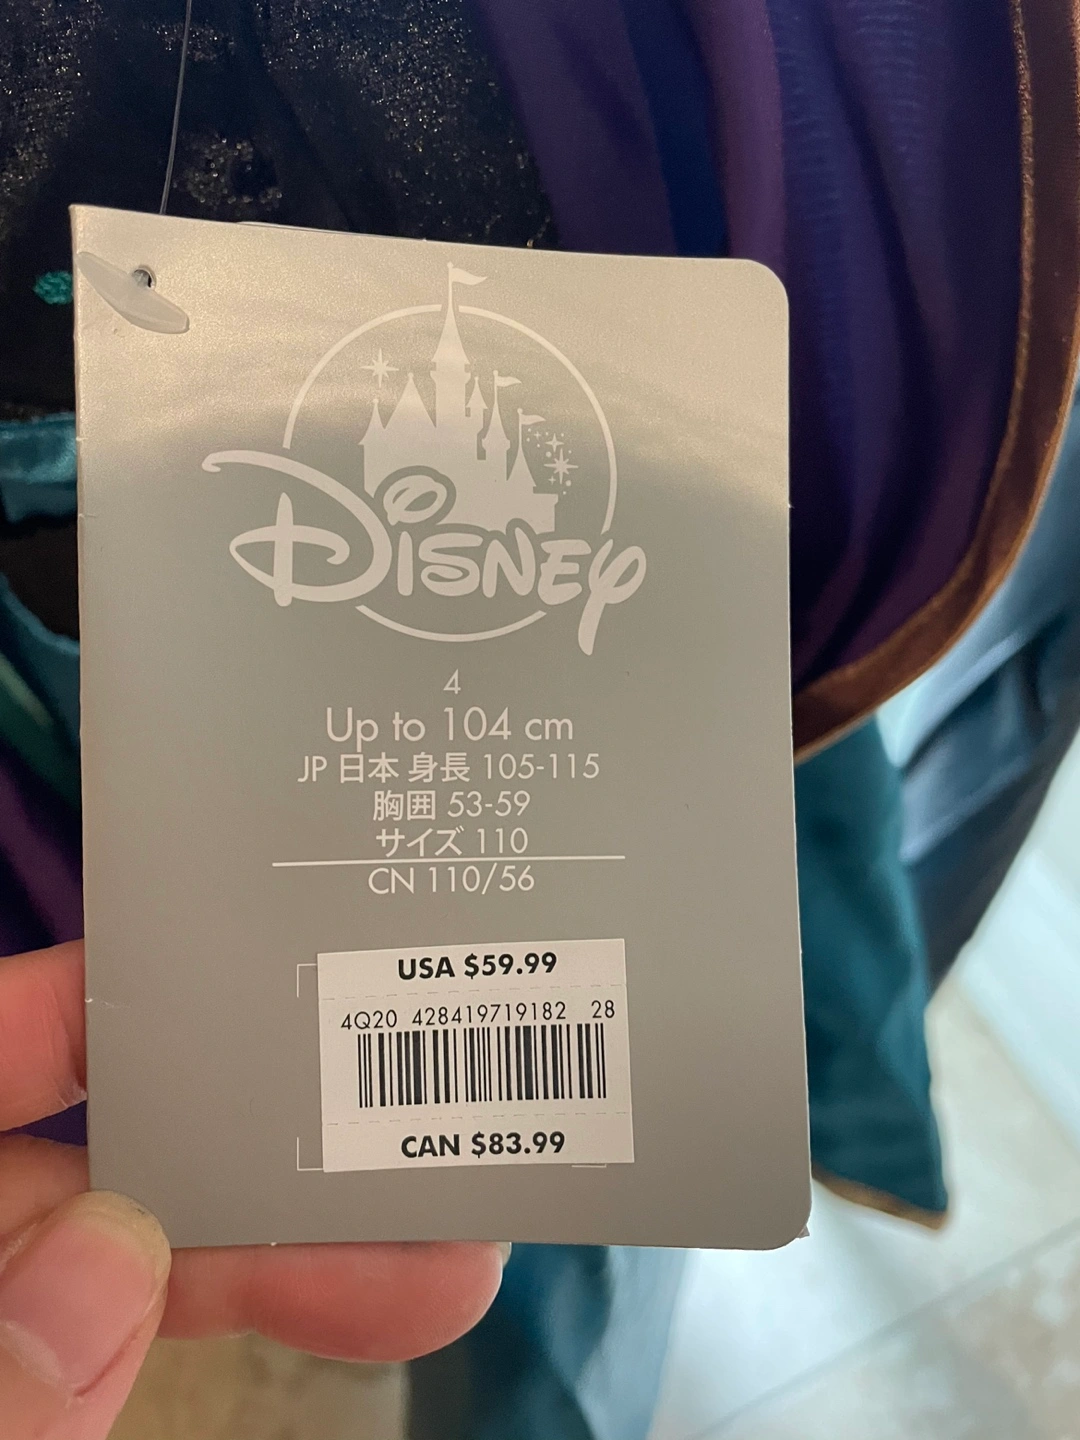 Disney
4
Up to 104 cm
JP 日本 身長 105-115
胸囲 53-59
サイズ 110
CN 110/56
USA $59.99
4Q20 428419719182 28
CAN $83.99